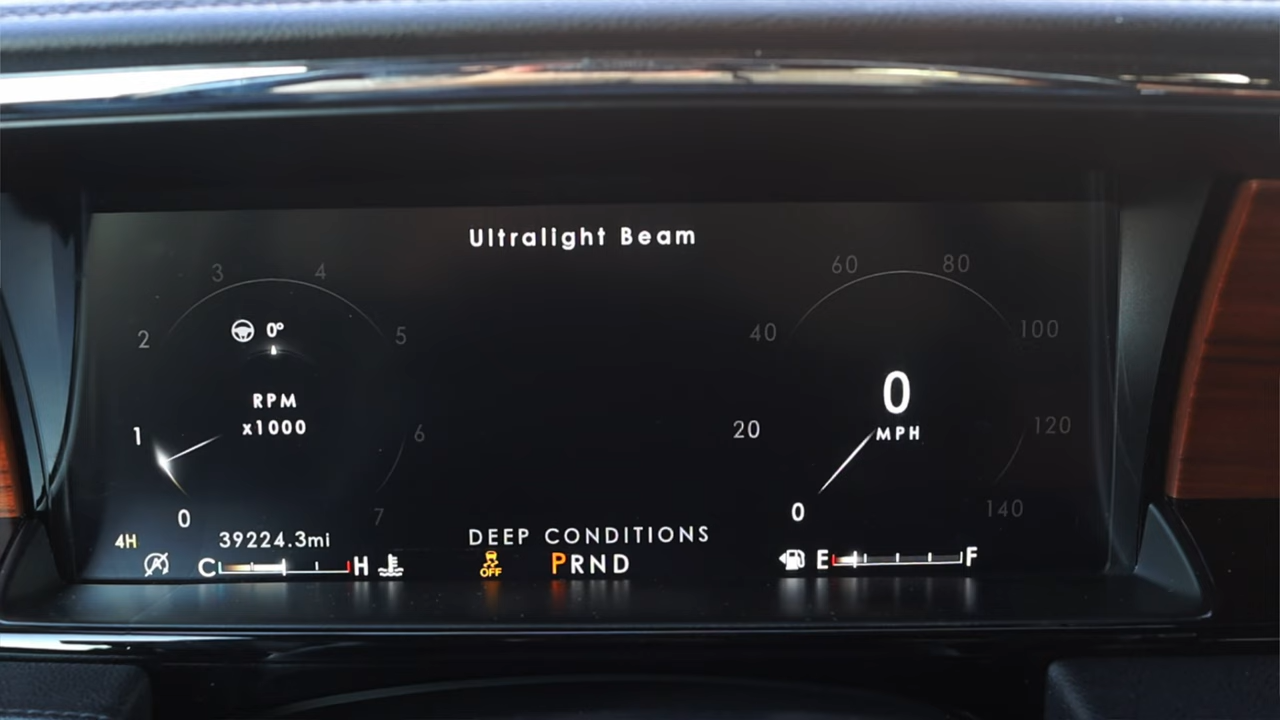 Ultralight Beam
3 4
2 5
0°
RPM
x1000
1 6
0 7
60 80
40 100
0
MPH
20 120
0 140
4H 39224.3mi
C H
DEEP CONDITIONS
OFF PRND
E F